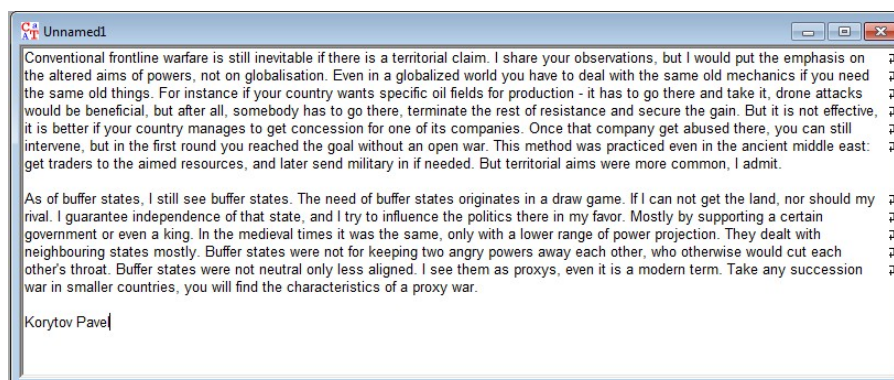 CaT
AT Unnamed1
Conventional frontline warfare is still inevitable if there is a territorial claim. I share your observations, but I would put the emphasis on
the altered aims of powers, not on globalisation. Even in a globalized world you have to deal with the same old mechanics if you need
the same old things. For instance if your country wants specific oil fields for production - it has to go there and take it, drone attacks
would be beneficial, but after all, somebody has to go there, terminate the rest of resistance and secure the gain. But it is not effective,
it is better if your country manages to get concession for one of its companies. Once that company get abused there, you can still
intervene, but in the first round you reached the goal without an open war. This method was practiced even in the ancient middle east:
get traders to the aimed resources, and later send military in if needed. But territorial aims were more common, I admit.
As of buffer states, I still see buffer states. The need of buffer states originates in a draw game. If I can not get the land, nor should my
rival. I guarantee independence of that state, and I try to influence the politics there in my favor. Mostly by supporting a certain
government or even a king. In the medieval times it was the same, only with a lower range of power projection. They dealt with
neighbouring states mostly. Buffer states were not for keeping two angry powers away each other, who otherwise would cut each
other's throat. Buffer states were not neutral only less aligned. I see them as proxys, even it is a modern term. Take any succession
war in smaller countries, you will find the characteristics of a proxy war.
Korytov Pavel